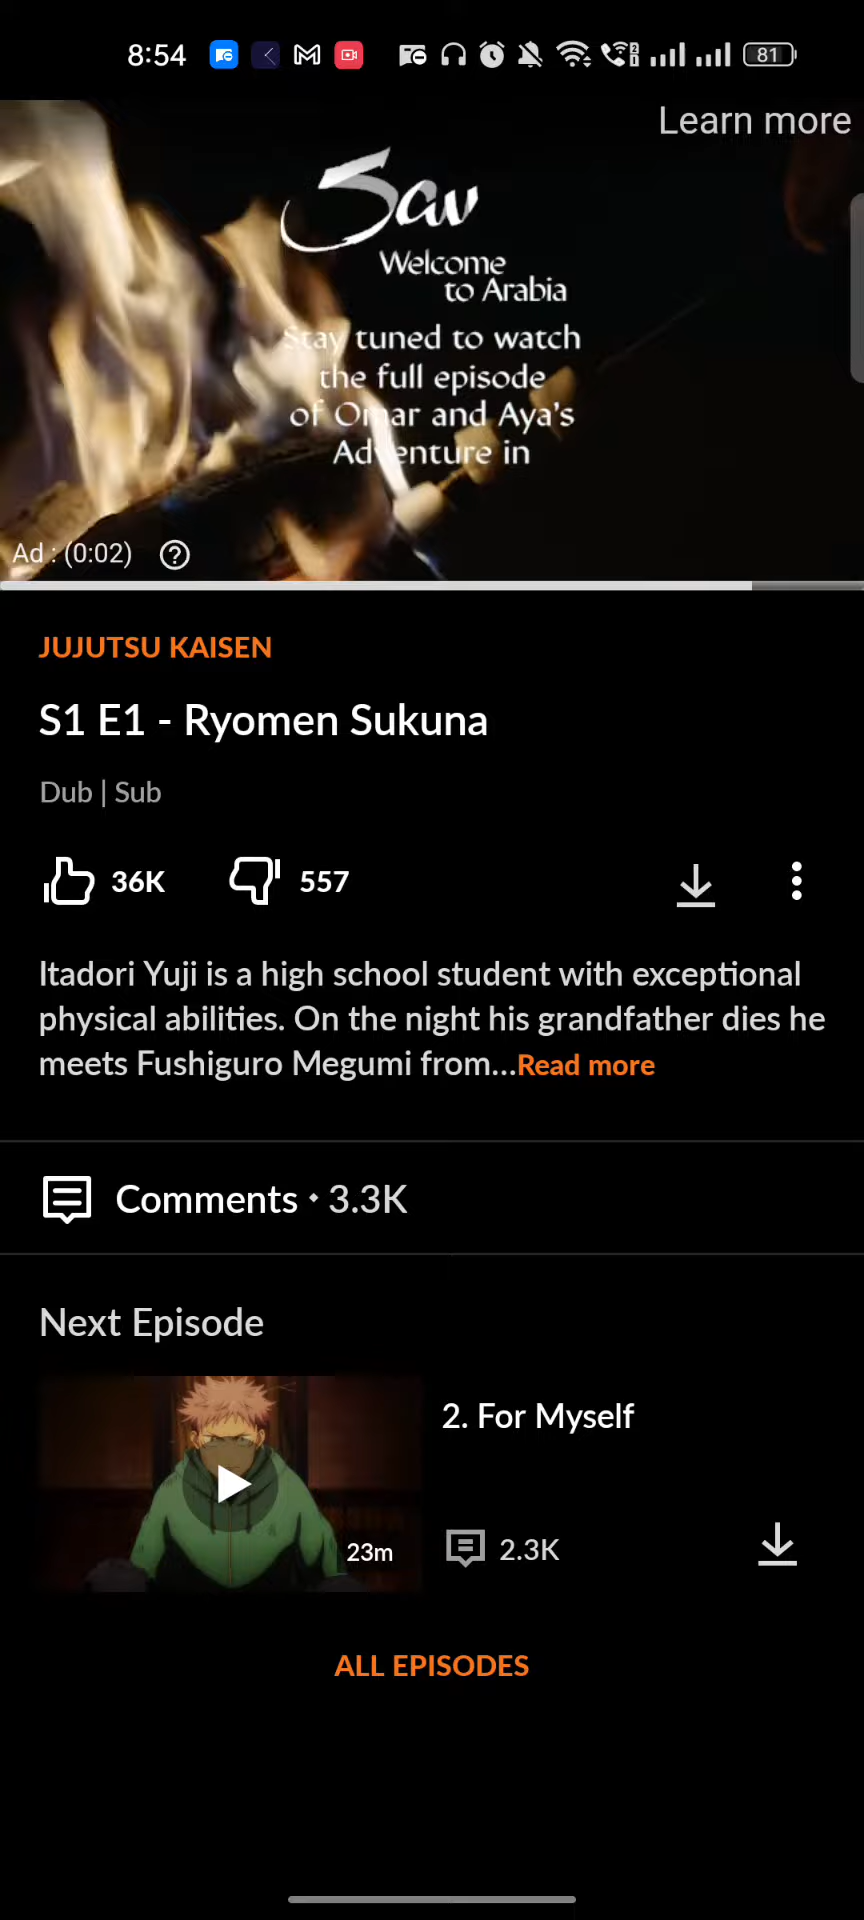 8:54
81
Learn more
Sav
Welcome
to Arabia
Stay tuned to watch
the full episode
of Omar and Aya's
Adventure in
Ad : (0:02)
JUJUTSU KAISEN
S1 E1 - Ryomen Sukuna
Dub | Sub
36K 557
Itadori Yuji is a high school student with exceptional
physical abilities. On the night his grandfather dies he
meets Fushiguro Megumi from...Read more
Comments • 3.3K
Next Episode
2. For Myself
23m
2.3K
ALL EPISODES